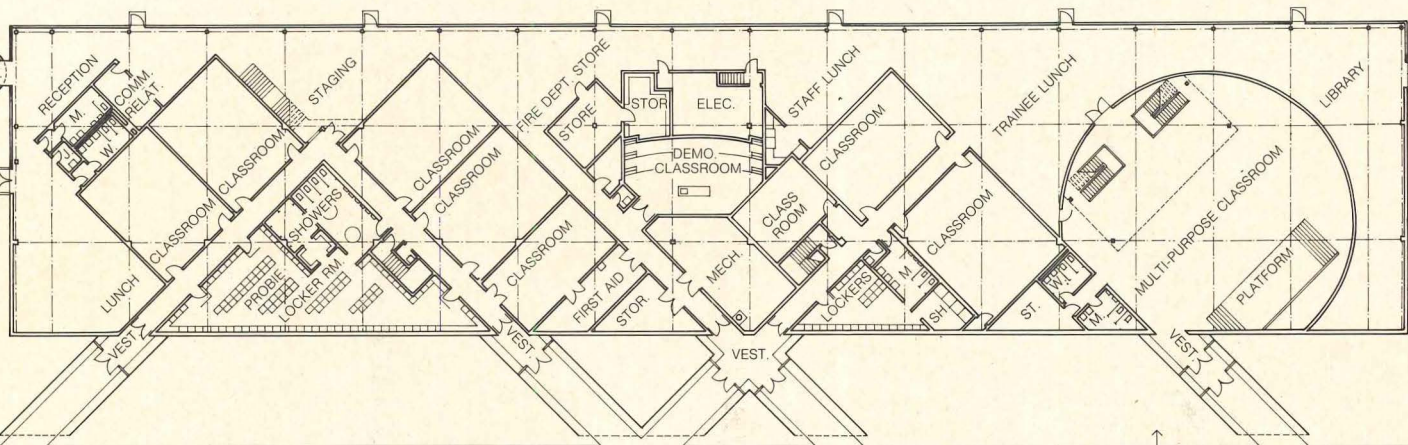 RECEPTION
M.
COMM.
RELAT.
W.
J
CLASSROOM
CLASSROOM
LUNCH
STAGING
SHOWERS
PROBIE
LOCKER RM.
VEST.
CLASSROOM
CLASSROOM
CLASSROOM
FIRE DEPT. STORE
STORE
STOR
ELEC.
DEMO.
CLASSROOM
FIRST AID
STOR.
VEST.
MECH.
CLASS
ROOM
STAFF LUNCH
CLASSROOM
LOCKERS
M
SH
VEST.
CLASSROOM
TRAINEE LUNCH
ST.
W.
M.
VEST.
MULTI-PURPOSE CLASSROOM
PLATFORM
LIBRARY